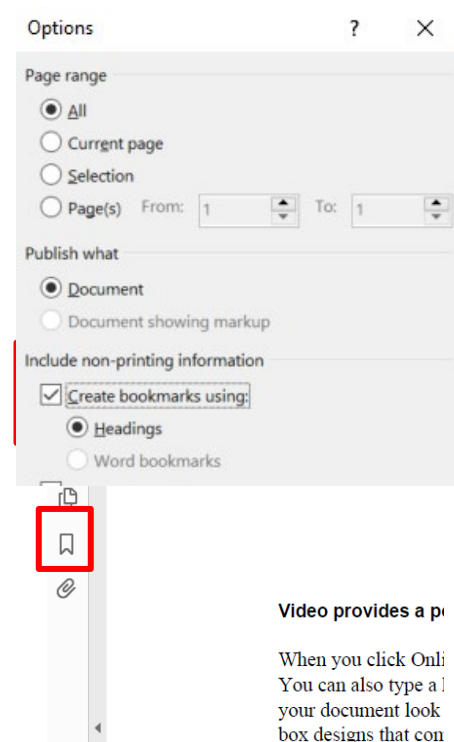 Options ?
Page range
All
Current page
Selection
Page(s) From: 1 To: 1
Publish what
Document
Document showing markup
Include non-printing information
Create bookmarks using:
Headings
Word bookmarks
Video provides a
When you click
You can also type a
your document look
box designs that